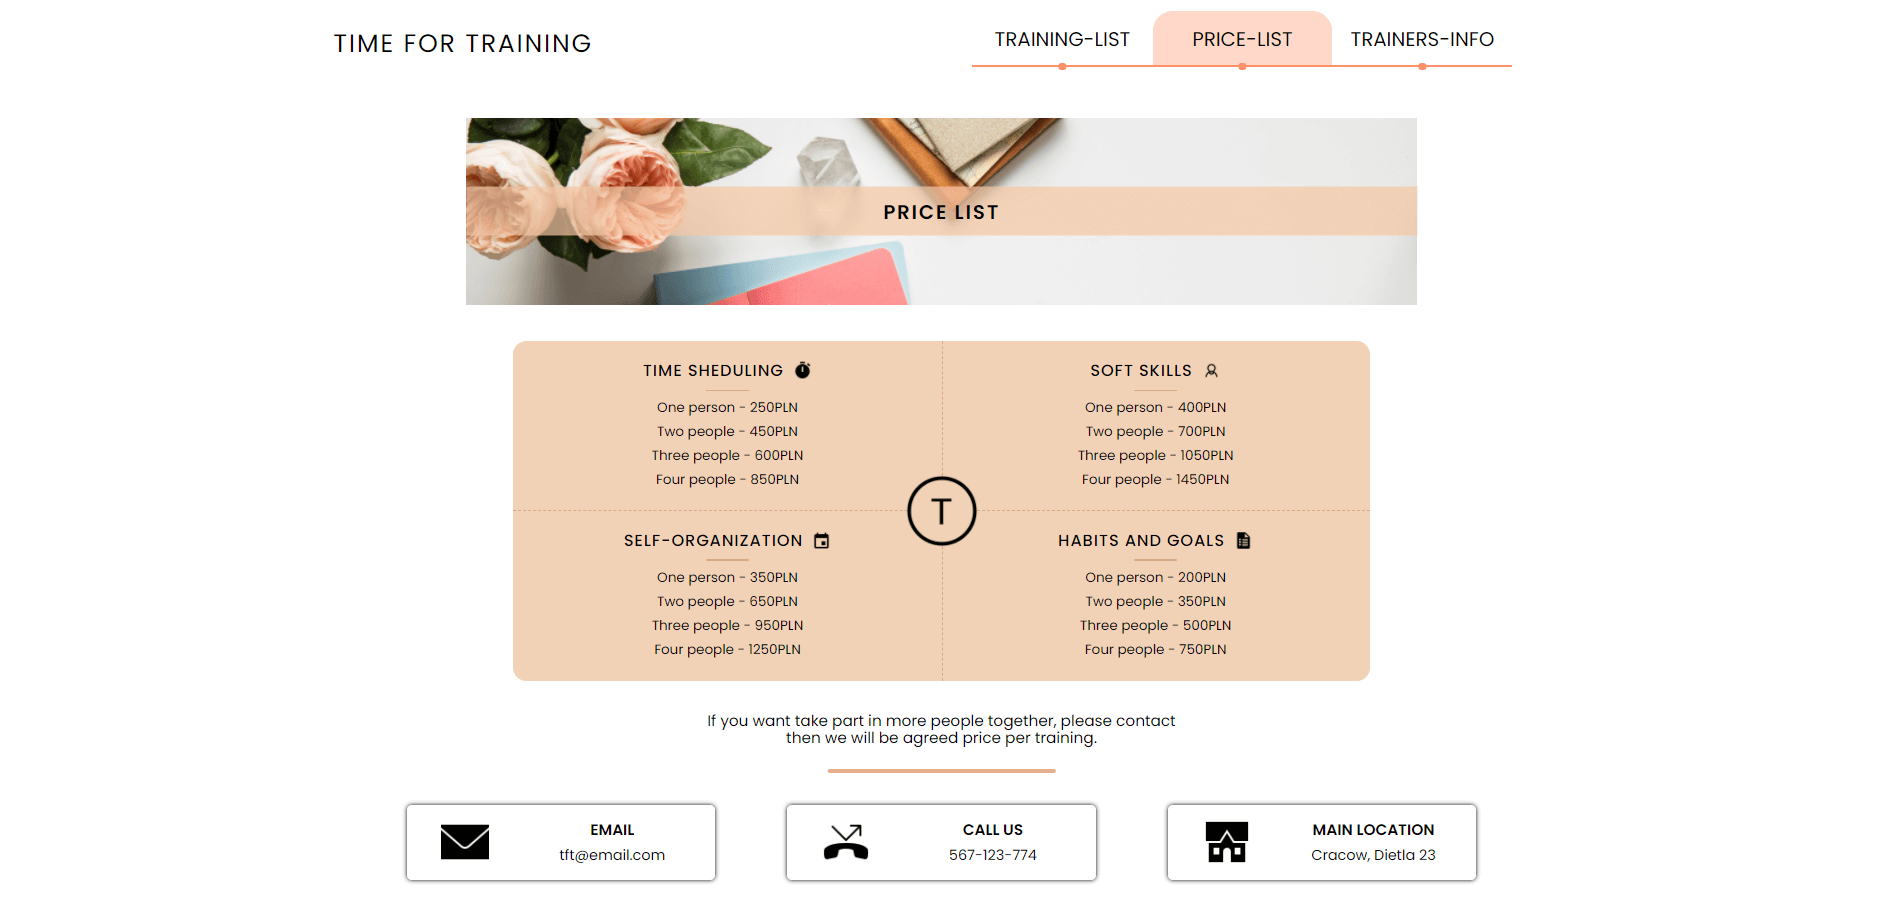 TIME FOR TRAINING
TRAINING-LIST
PRICE-LIST
TRAINERS-INFO
PRICE LIST
TIME SHEDULING
One person - 250PLN
Two people - 450PLN
Three people - 600PLN
Four people - 850PLN
SOFT SKILLS
One person - 400PLN
Two people - 700PLN
Three people - 1050PLN
Four people - 1450PLN
T
SELF-ORGANIZATION
One person - 350PLN
Two people - 650PLN
Three people - 950PLN
Four people - 1250PLN
HABITS AND GOALS
One person - 200PLN
Two people - 350PLN
Three people - 500PLN
Four people - 750PLN
If you want take part in more people together, please contact
then we will be agreed price per training.
EMAIL
tft@email.com
CALL US
567-123-774
MAIN LOCATION
Cracow, Dietla 23